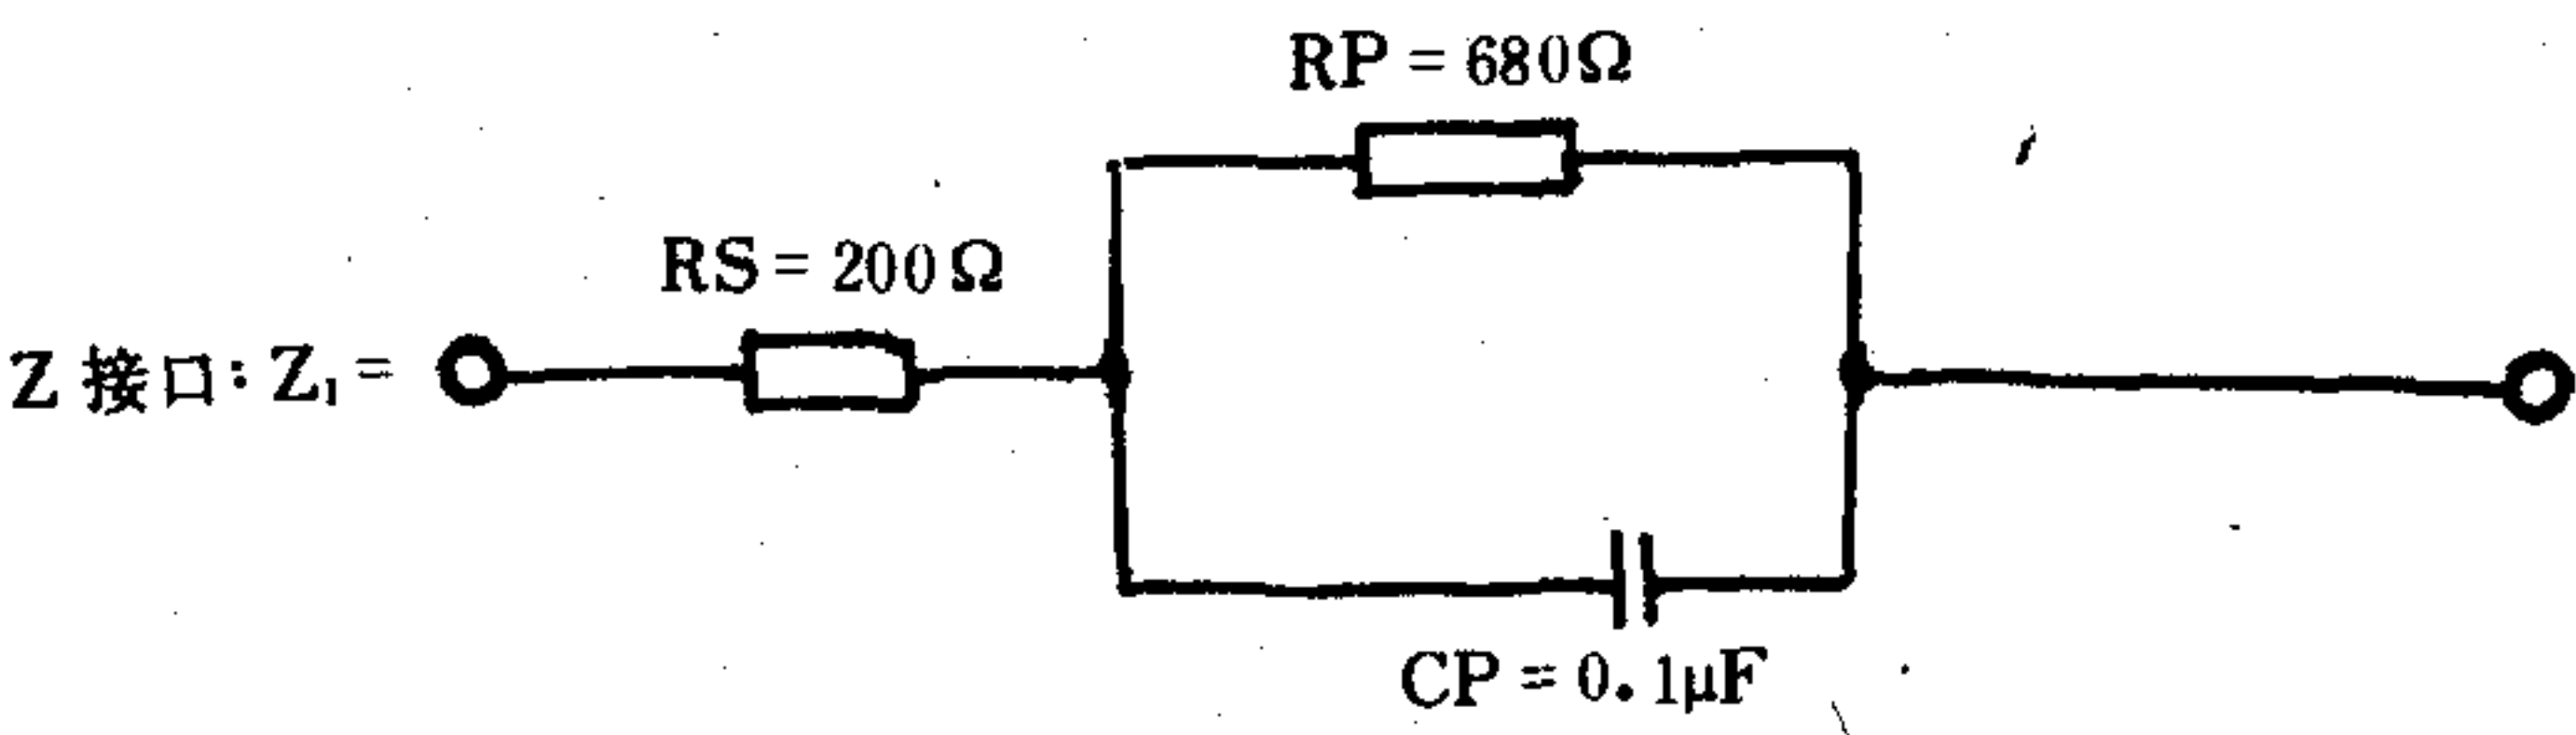 RP = 680Ω
RS = 200Ω
Z 接口: Z₁ =
CP = 0.1μF